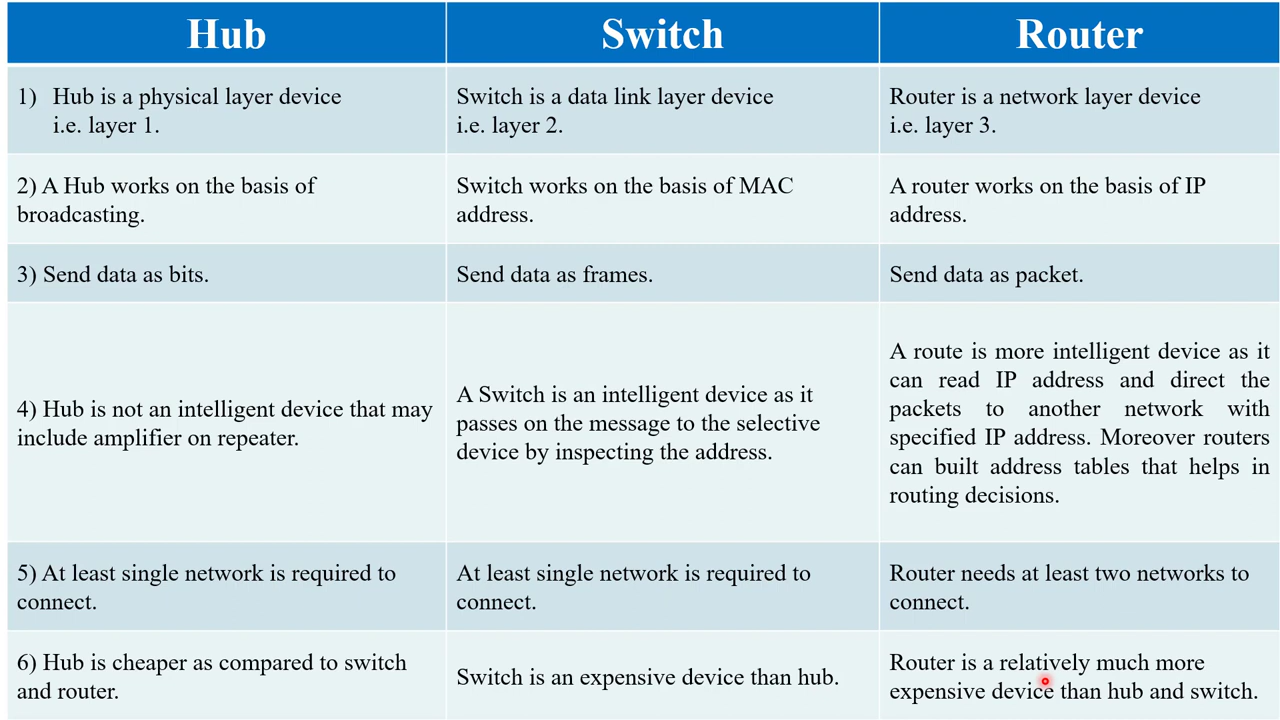 Hub
Switch
Router
1) Hub is a physical layer device
i.e. layer 1.
Switch is a data link layer device
i.e. layer 2.
Router is a network layer device
i.e. layer 3.
2) A Hub works on the basis of
broadcasting.
Switch works on the basis of MAC
address.
A router works on the basis of IP
address.
3) Send data as bits.
Send data as frames.
Send data as packet.
4) Hub is not an intelligent device that may
include amplifier on repeater.
A Switch is an intelligent device as it
passes on the message to the selective
device by inspecting the address.
A route is more intelligent device as it
can read IP address and direct the
packets to another network with
specified IP address. Moreover routers
can built address tables that helps in
routing decisions.
5) At least single network is required to
connect.
At least single network is required to
connect.
Router needs at least two networks to
connect.
6) Hub is cheaper as compared to switch
and router.
Switch is an expensive device than hub.
Router is a relatively much more
expensive device than hub and switch.